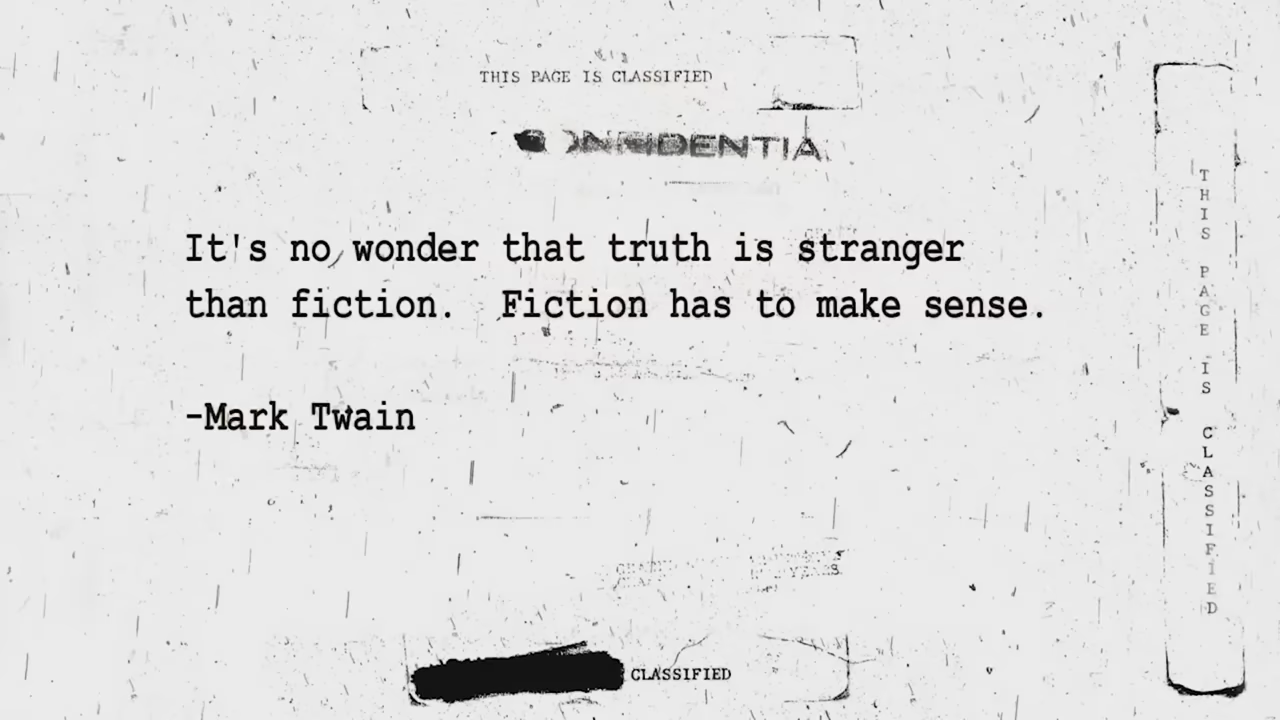 THIS PAGE IS CLASSIFIED
It's no wonder that truth is stranger
than fiction.  Fiction has to make sense.
-Mark Twain
THIS PAGE IS CLASSIFIED
CLASSIFIED